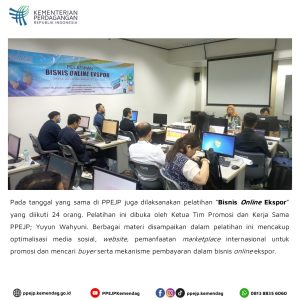 KEMENTERIAN
PERDAGANGAN
REPUBLIK INDONESIA
PELATIHAN
BISNIS ONLINE EKSPOR
Pada tanggal yang sama di PPEJP juga dilaksanakan pelatihan "Bisnis Online Ekspor"
yang diikuti 24 orang. Pelatihan ini dibuka oleh Ketua Tim Promosi dan Kerja Sama
PPEJP; Yuyun Wahyuni. Berbagai materi disampaikan dalam pelatihan ini mencakup
optimalisasi media sosial, website, pemanfaatan marketplace internasional untuk
promosi dan mencari buyer serta mekanisme pembayaran dalam bisnis online ekspor.
ppejp.kemendag.go.id PPEJPKemendag ppejp.kemendag 0813 8835 6060